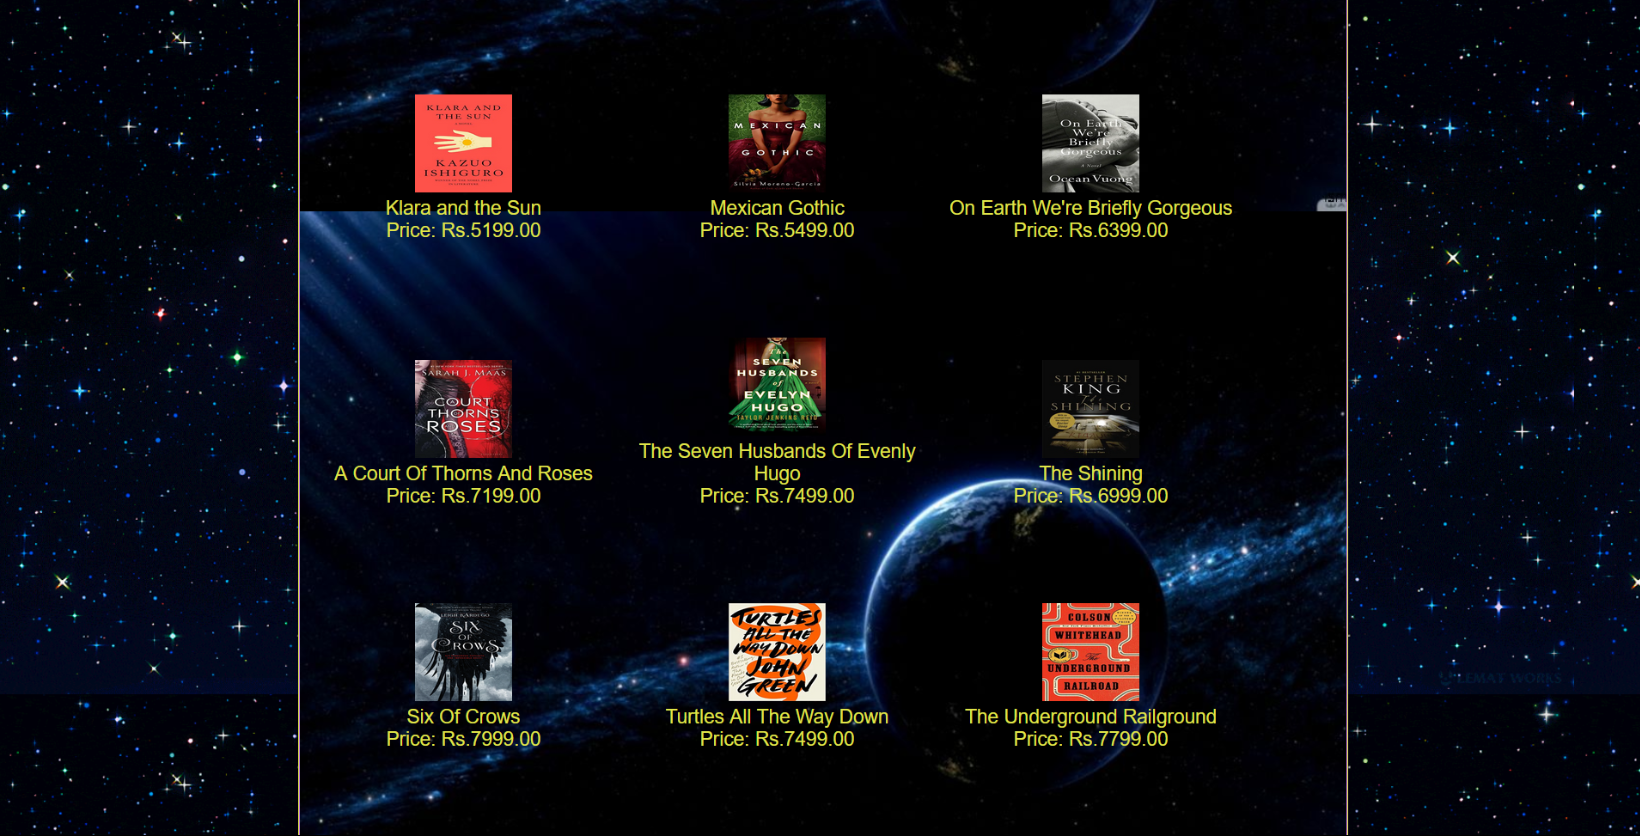 KLARA AND
THE SUN
KAZUO
ISHIGURO
MEXICAN
GOTHIC
Silvia Moreno-Garcia
On Earth
We're
Briefly
Gorgeous
A Novel
Ocean Vuong
Klara and the Sun
Price: Rs.5199.00
Mexican Gothic
Price: Rs.5499.00
On Earth We're Briefly Gorgeous
Price: Rs.6399.00
SARAH J. MAAS
COURT
THORNS
ROSES
The
SEVEN
HUSBANDS
of
EVELYN
HUGO
TAYLOR JENKINS REID
STEPHEN
KING
The
SHINING
A Court Of Thorns And Roses
Price: Rs.7199.00
The Seven Husbands Of Evenly
Hugo
Price: Rs.7499.00
The Shining
Price: Rs.6999.00
LEIGH BARDUGO
SIX
OF
CROWS
TURTLES
ALL THE
WAY DOWN
JOHN
GREEN
COLSON
WHITEHEAD
The
UNDERGROUND
RAILROAD
Six Of Crows
Price: Rs.7999.00
Turtles All The Way Down
Price: Rs.7499.00
The Underground Railground
Price: Rs.7799.00